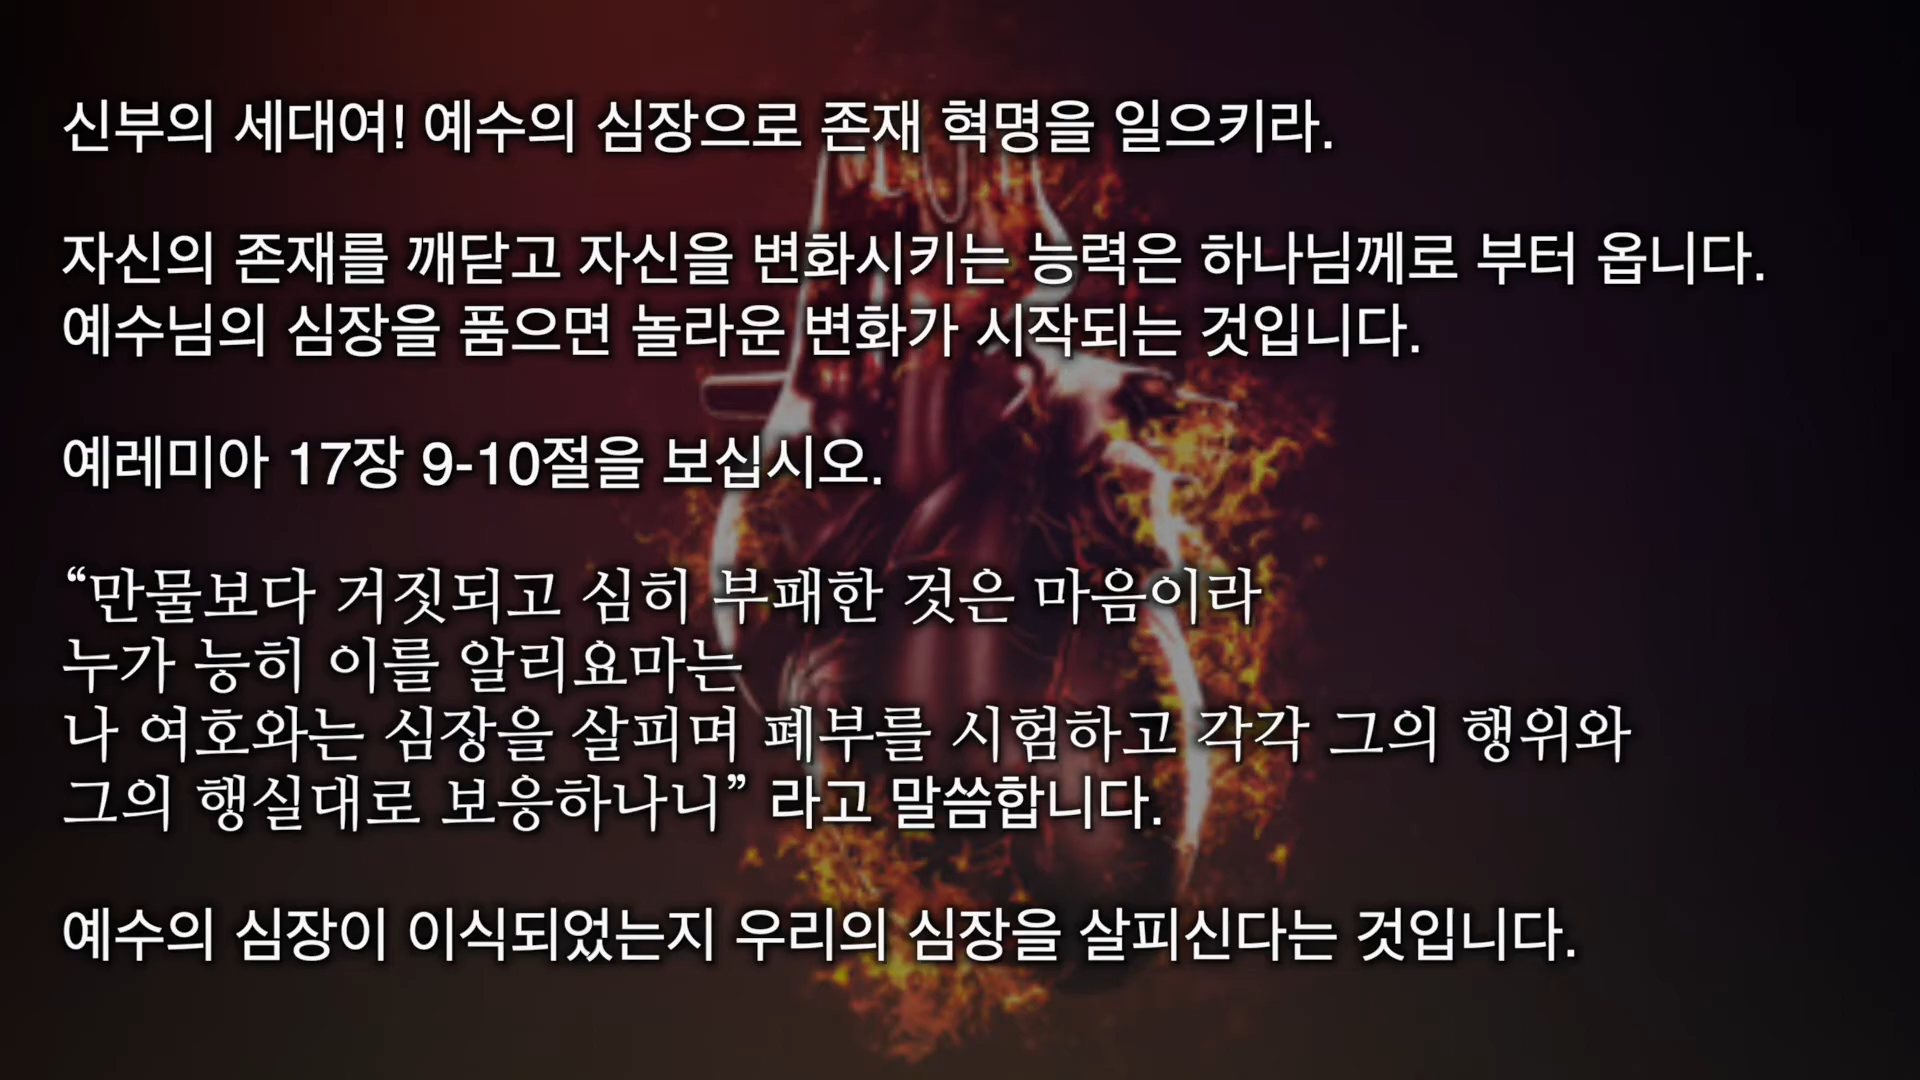 신부의 세대여! 예수의 심장으로 존재 혁명을 일으키라.
자신의 존재를 깨닫고 자신을 변화시키는 능력은 하나님께로 부터 옵니다.
예수님의 심장을 품으면 놀라운 변화가 시작되는 것입니다.
예레미아 17장 9-10절을 보십시오.
“만물보다 거짓되고 심히 부패한 것은 마음이라
누가 능히 이를 알리요마는
나 여호와는 심장을 살피며 폐부를 시험하고 각각 그의 행위와
그의 행실대로 보응하나니” 라고 말씀합니다.
예수의 심장이 이식되었는지 우리의 심장을 살피신다는 것입니다.